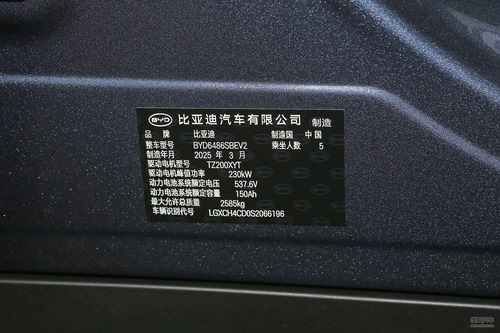 BYD 比亚迪汽车有限公司 制造
品 牌 比亚迪 制造国 中国
整车型号 BYD6486SBEV2 乘坐人数 5
制造年月 2025 年 3 月
驱动电机型号 TZ200XYT
驱动电机峰值功率 230kW
动力电池系统额定电压 537.6V
动力电池系统额定容量 150Ah
最大允许总质量 2585kg
车辆识别代号 LGXCH4CD0S2066196